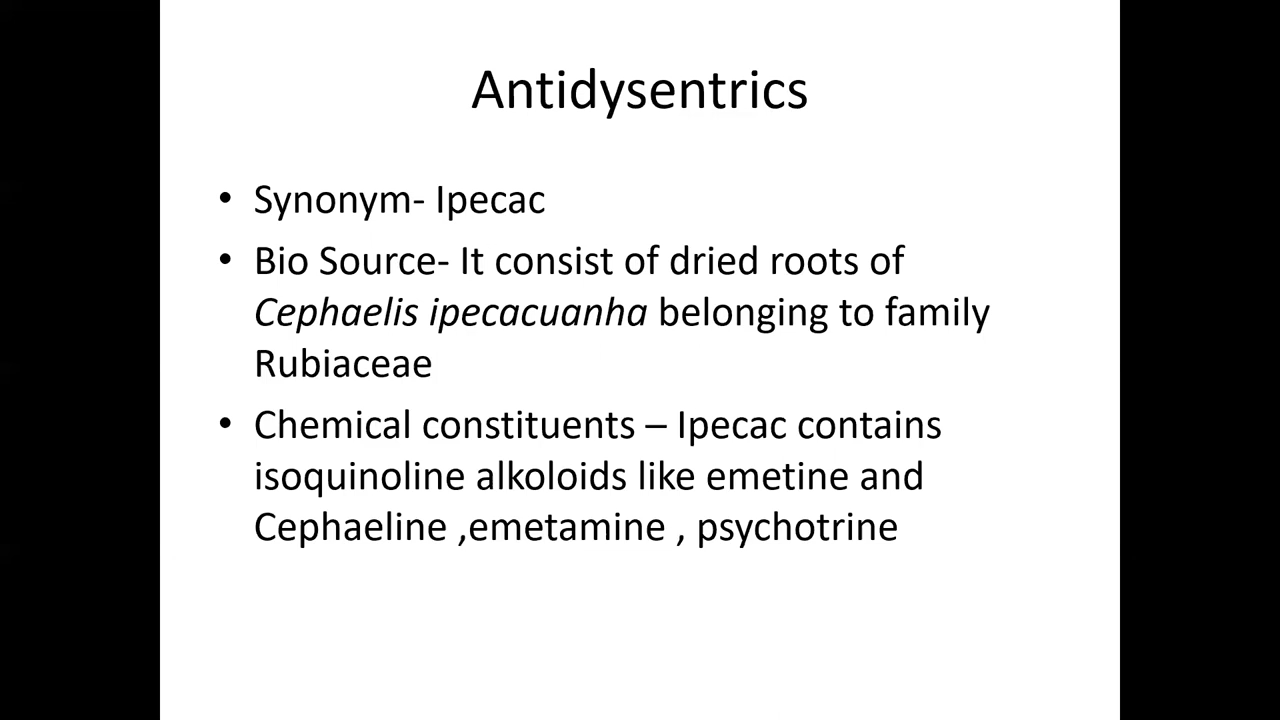 Antidysentrics
• Synonym- Ipecac
• Bio Source- It consist of dried roots of
Cephaelis ipecacuanha belonging to family
Rubiaceae
• Chemical constituents – Ipecac contains
isoquinoline alkoloids like emetine and
Cephaeline ,emetamine , psychotrine